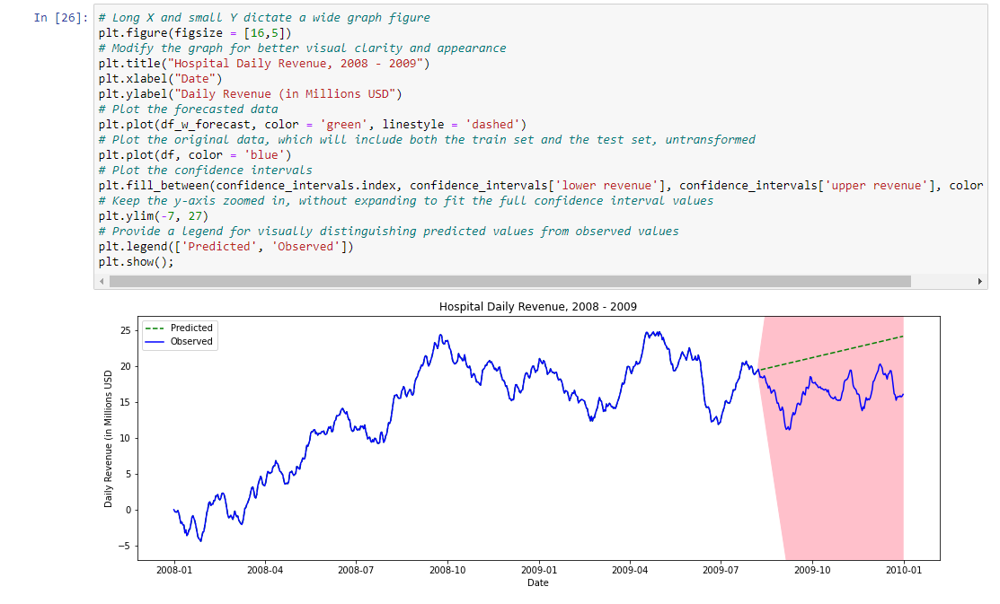 In [26]:
# Long X and small Y dictate a wide graph figure
plt.figure(figsize = [16,5])
# Modify the graph for better visual clarity and appearance
plt.title("Hospital Daily Revenue, 2008 - 2009")
plt.xlabel("Date")
plt.ylabel("Daily Revenue (in Millions USD")
# Plot the forecasted data
plt.plot(df_w_forecast, color = 'green', linestyle = 'dashed')
# Plot the original data, which will include both the train set and the test set, untransformed
plt.plot(df, color = 'blue')
# Plot the confidence intervals
plt.fill_between(confidence_intervals.index, confidence_intervals['lower revenue'], confidence_intervals['upper revenue'], color
# Keep the y-axis zoomed in, without expanding to fit the full confidence interval values
plt.ylim(-7, 27)
# Provide a legend for visually distinguishing predicted values from observed values
plt.legend(['Predicted', 'Observed'])
plt.show();
Hospital Daily Revenue, 2008 - 2009
Predicted
Observed
Daily Revenue (in Millions USD
25
20
15
10
5
0
−5
2008-01 2008-04 2008-07 2008-10 2009-01 2009-04 2009-07 2009-10 2010-01
Date